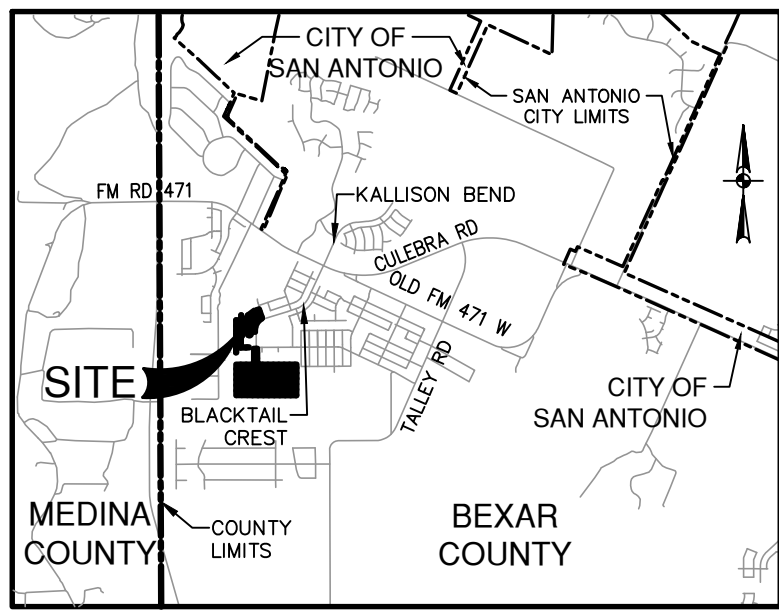 CITY OF
SAN ANTONIO
SAN ANTONIO
CITY LIMITS
FM RD 471
KALLISON BEND
CULEBRA RD
OLD FM 471 W
SITE
TALLEY RD
BLACKTAIL
CREST
CITY OF
SAN ANTONIO
MEDINA
COUNTY
COUNTY
LIMITS
BEXAR
COUNTY